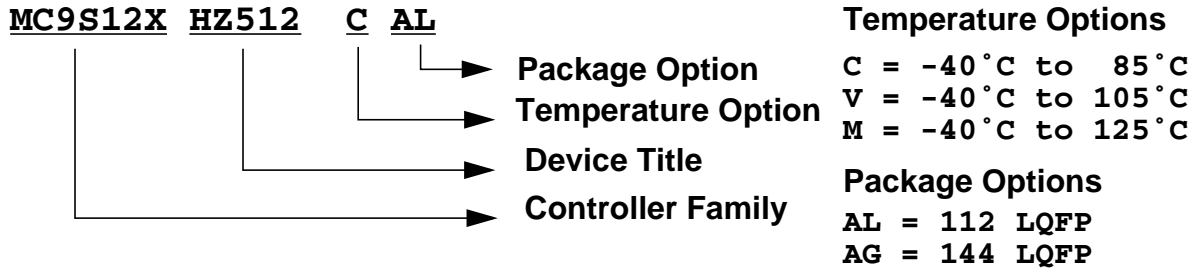 MC9S12X HZ512 C AL
Package Option
Temperature Option
Device Title
Controller Family
Temperature Options
C = -40˚C to 85˚C
V = -40˚C to 105˚C
M = -40˚C to 125˚C
Package Options
AL = 112 LQFP
AG = 144 LQFP